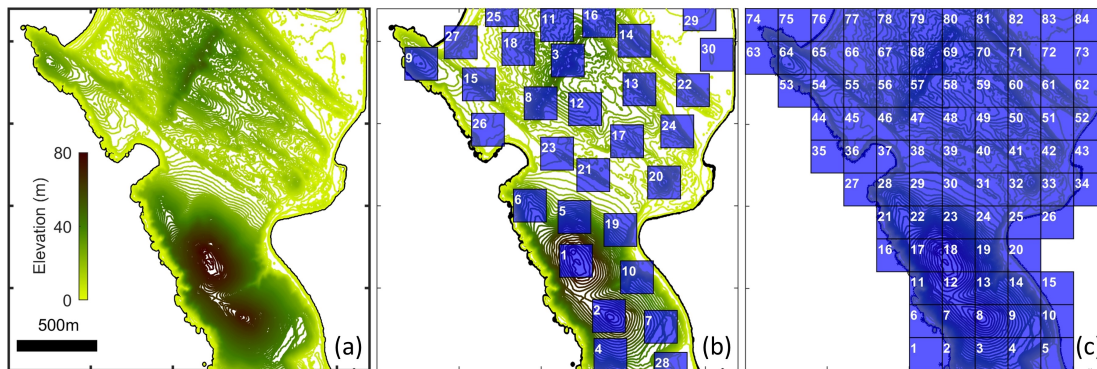 80
40
0
Elevation (m)
500m
(a)
25 11 16 29
27 18 3 14 30
9
15 8 12 13 22
26 23 17 24
21 20
6 5 19
1 10
2 7
4 28
(b)
74 75 76 77 78 79 80 81 82 83 84
63 64 65 66 67 68 69 70 71 72 73
53 54 55 56 57 58 59 60 61 62
44 45 46 47 48 49 50 51 52
35 36 37 38 39 40 41 42 43
27 28 29 30 31 32 33 34
21 22 23 24 25 26
16 17 18 19 20
11 12 13 14 15
6 7 8 9 10
1 2 3 4 5
(c)